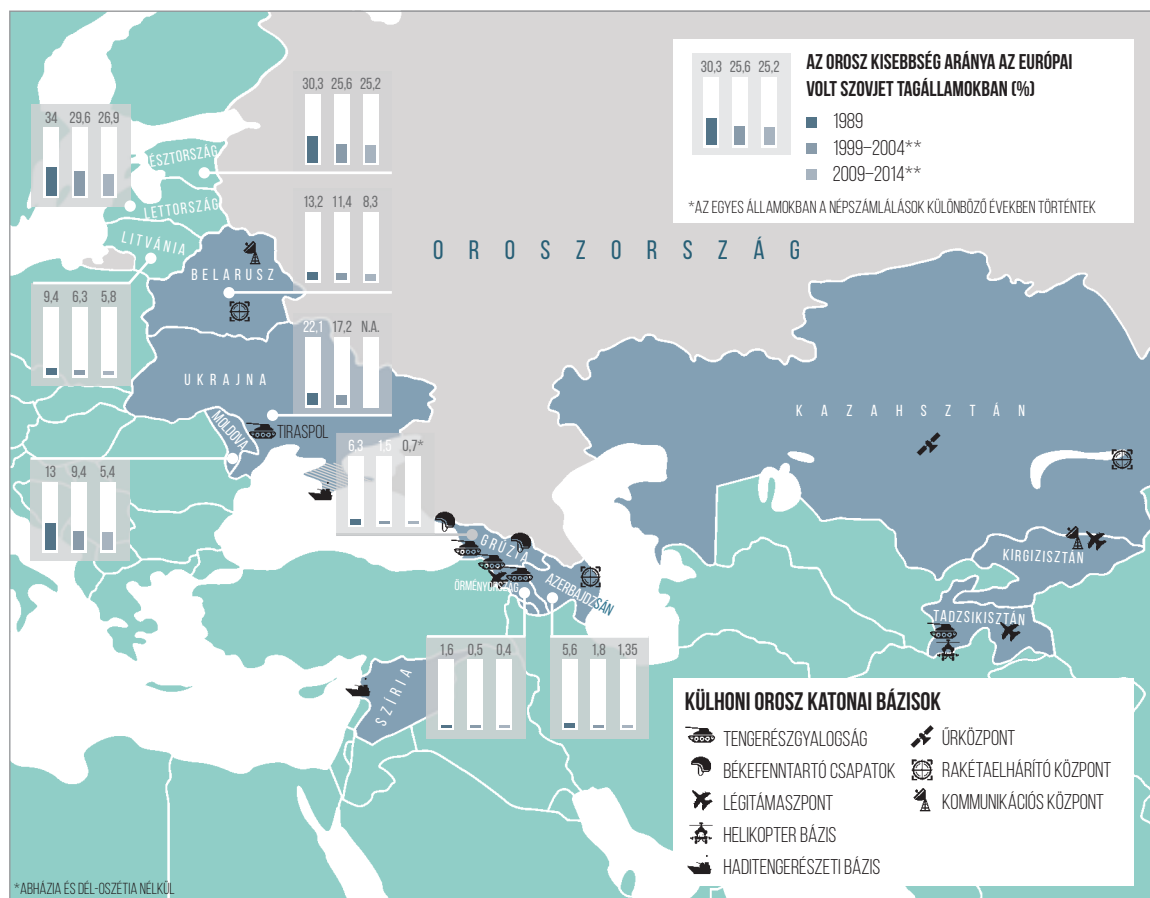 30,3 25,6 25,2
AZ OROSZ KISEBBSÉG ARÁNYA AZ EURÓPAI
VOLT SZOVJET TAGÁLLAMOKBAN (%)
1989
1999–2004**
2009–2014**
*AZ EGYES ÁLLAMOKBAN A NÉPSZÁMLÁLÁSOK KÜLÖNBÖZŐ ÉVEKBEN TÖRTÉNTEK
30,3 25,6 25,2
34 29,6 26,9
ÉSZTORSZÁG
LETTORSZÁG
LITVÁNIA
13,2 11,4 8,3
OROSZORSZÁG
BELARUSZ
9,4 6,3 5,8
22,1 17,2 N.A.
UKRAJNA
KAZAHSZTÁN
MOLDOVA
TIRASPOL
6,3 1,5 0,7*
13 9,4 5,4
GRÚZIA
KIRGIZISZTÁN
ÖRMÉNYORSZÁG
AZERBAJDZSÁN
TADZSIKISZTÁN
1,6 0,5 0,4
5,6 1,8 1,35
SZÍRIA
KÜLHONI OROSZ KATONAI BÁZISOK
TENGERÉSZGYALOGSÁG
BÉKEFENNTARTÓ CSAPATOK
LÉGITÁMASZPONT
HELIKOPTER BÁZIS
HADITENGERÉSZETI BÁZIS
ŰRKÖZPONT
RAKÉTAELHÁRÍTÓ KÖZPONT
KOMMUNIKÁCIÓS KÖZPONT
*ABHÁZIA ÉS DÉL-OSZÉTIA NÉLKÜL